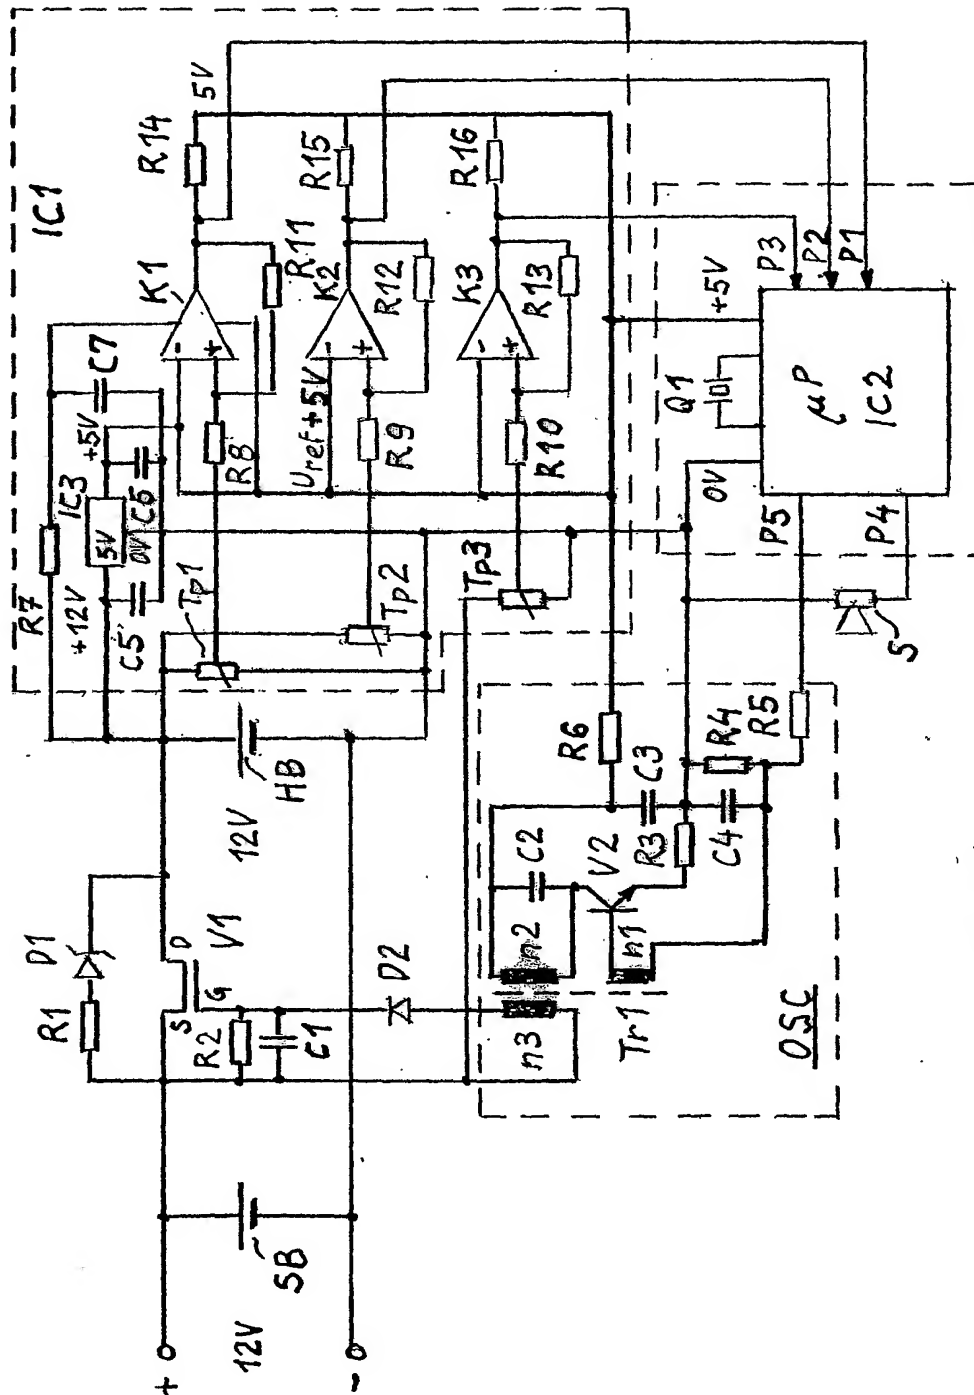 IC1
R14
5V
K1
R15
R11
K2
R12
R16
K3
R13
-
+
-
+
-
+
C7
+5V
IC3
5V
C6
0V
C5
+12V
R7
R8
Uref+5V
R9
R10
Tp1
Tp2
Tp3
P3
P2
P1
+5V
Q1
0V
µP
IC2
P5
P4
S
HB
12V
R6
C3
R4
R5
C2
V2
R3
C4
n2
n1
n3
Tr1
OSC
D1
R1
D
V1
G
S
R2
C1
D2
SB
12V
+
-